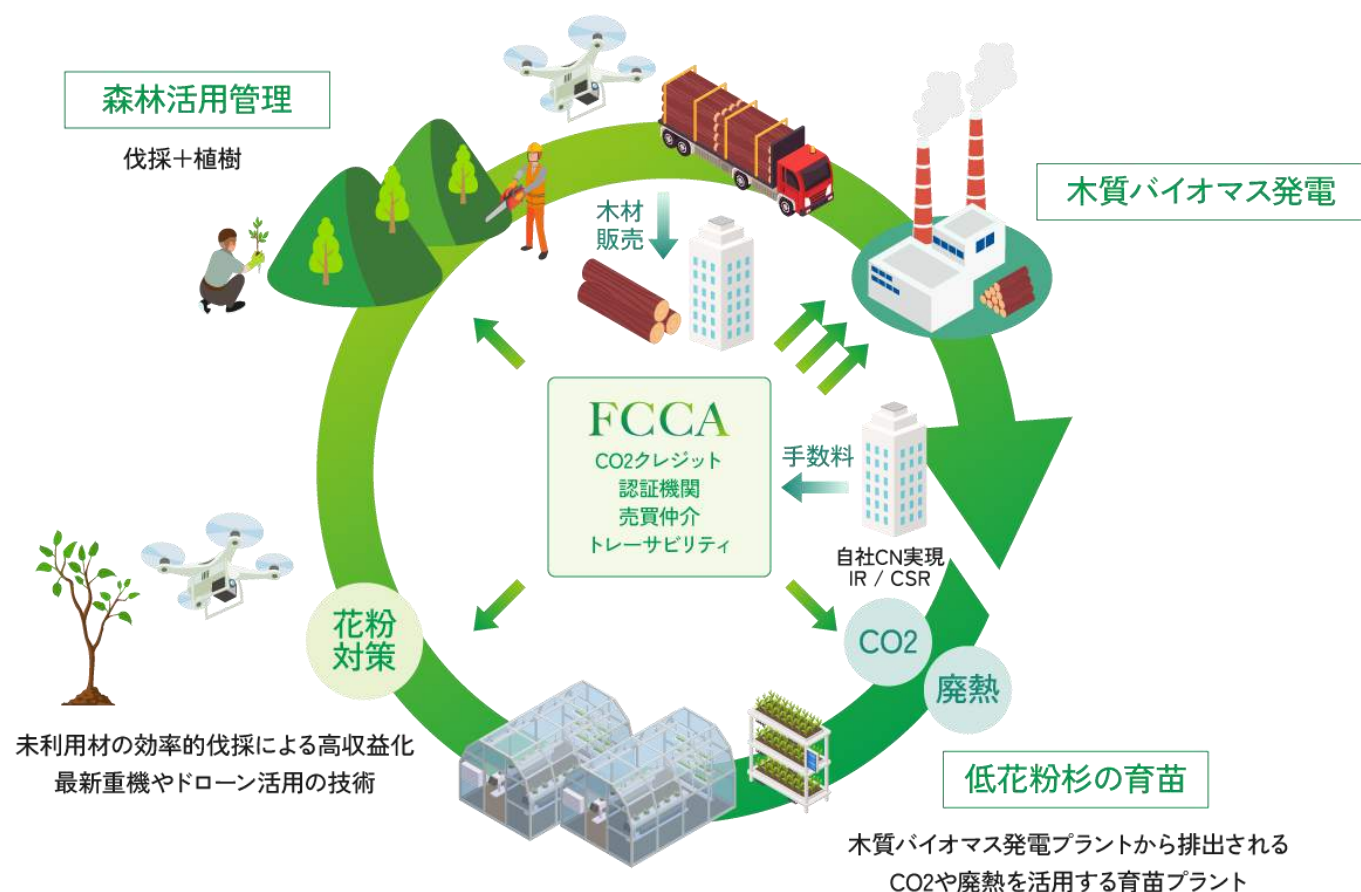 森林活用管理
伐採+植樹
木質バイオマス発電
木材
販売
FCCA
CO2クレジット
認証機関
売買仲介
トレーサビリティ
手数料
自社CN実現
IR / CSR
CO2
廃熱
花粉
対策
未利用材の効率的伐採による高収益化
最新重機やドローン活用の技術
低花粉杉の育苗
木質バイオマス発電プラントから排出される
CO2や廃熱を活用する育苗プラント